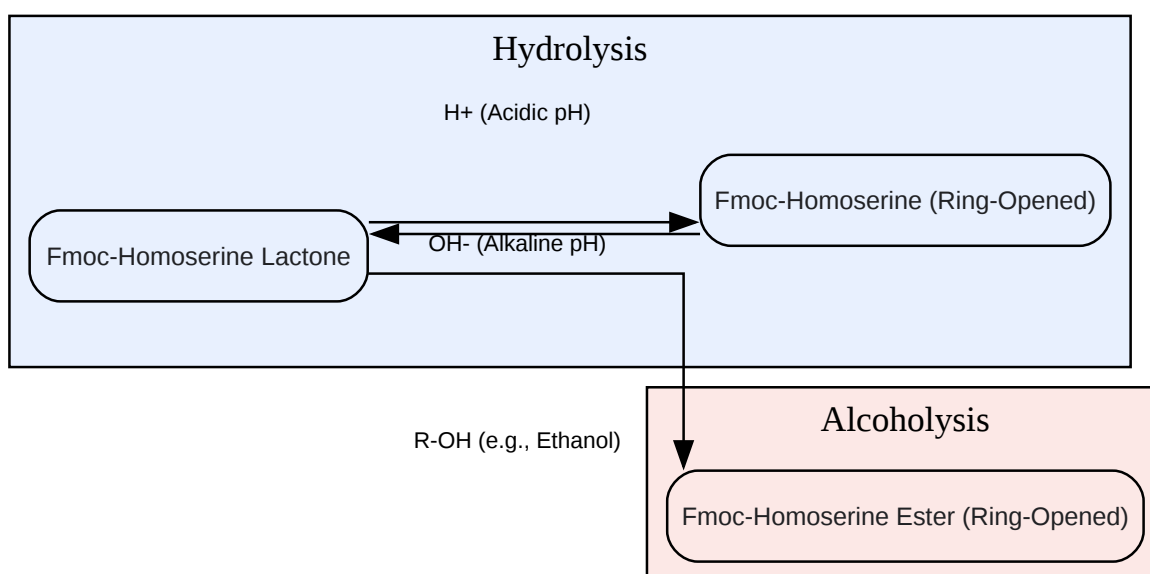 Hydrolysis
H+ (Acidic pH)
Fmoc-Homoserine (Ring-Opened)
OH- (Alkaline pH)
Fmoc-Homoserine Lactone
Alcoholysis
R-OH (e.g., Ethanol)
Fmoc-Homoserine Ester (Ring-Opened)